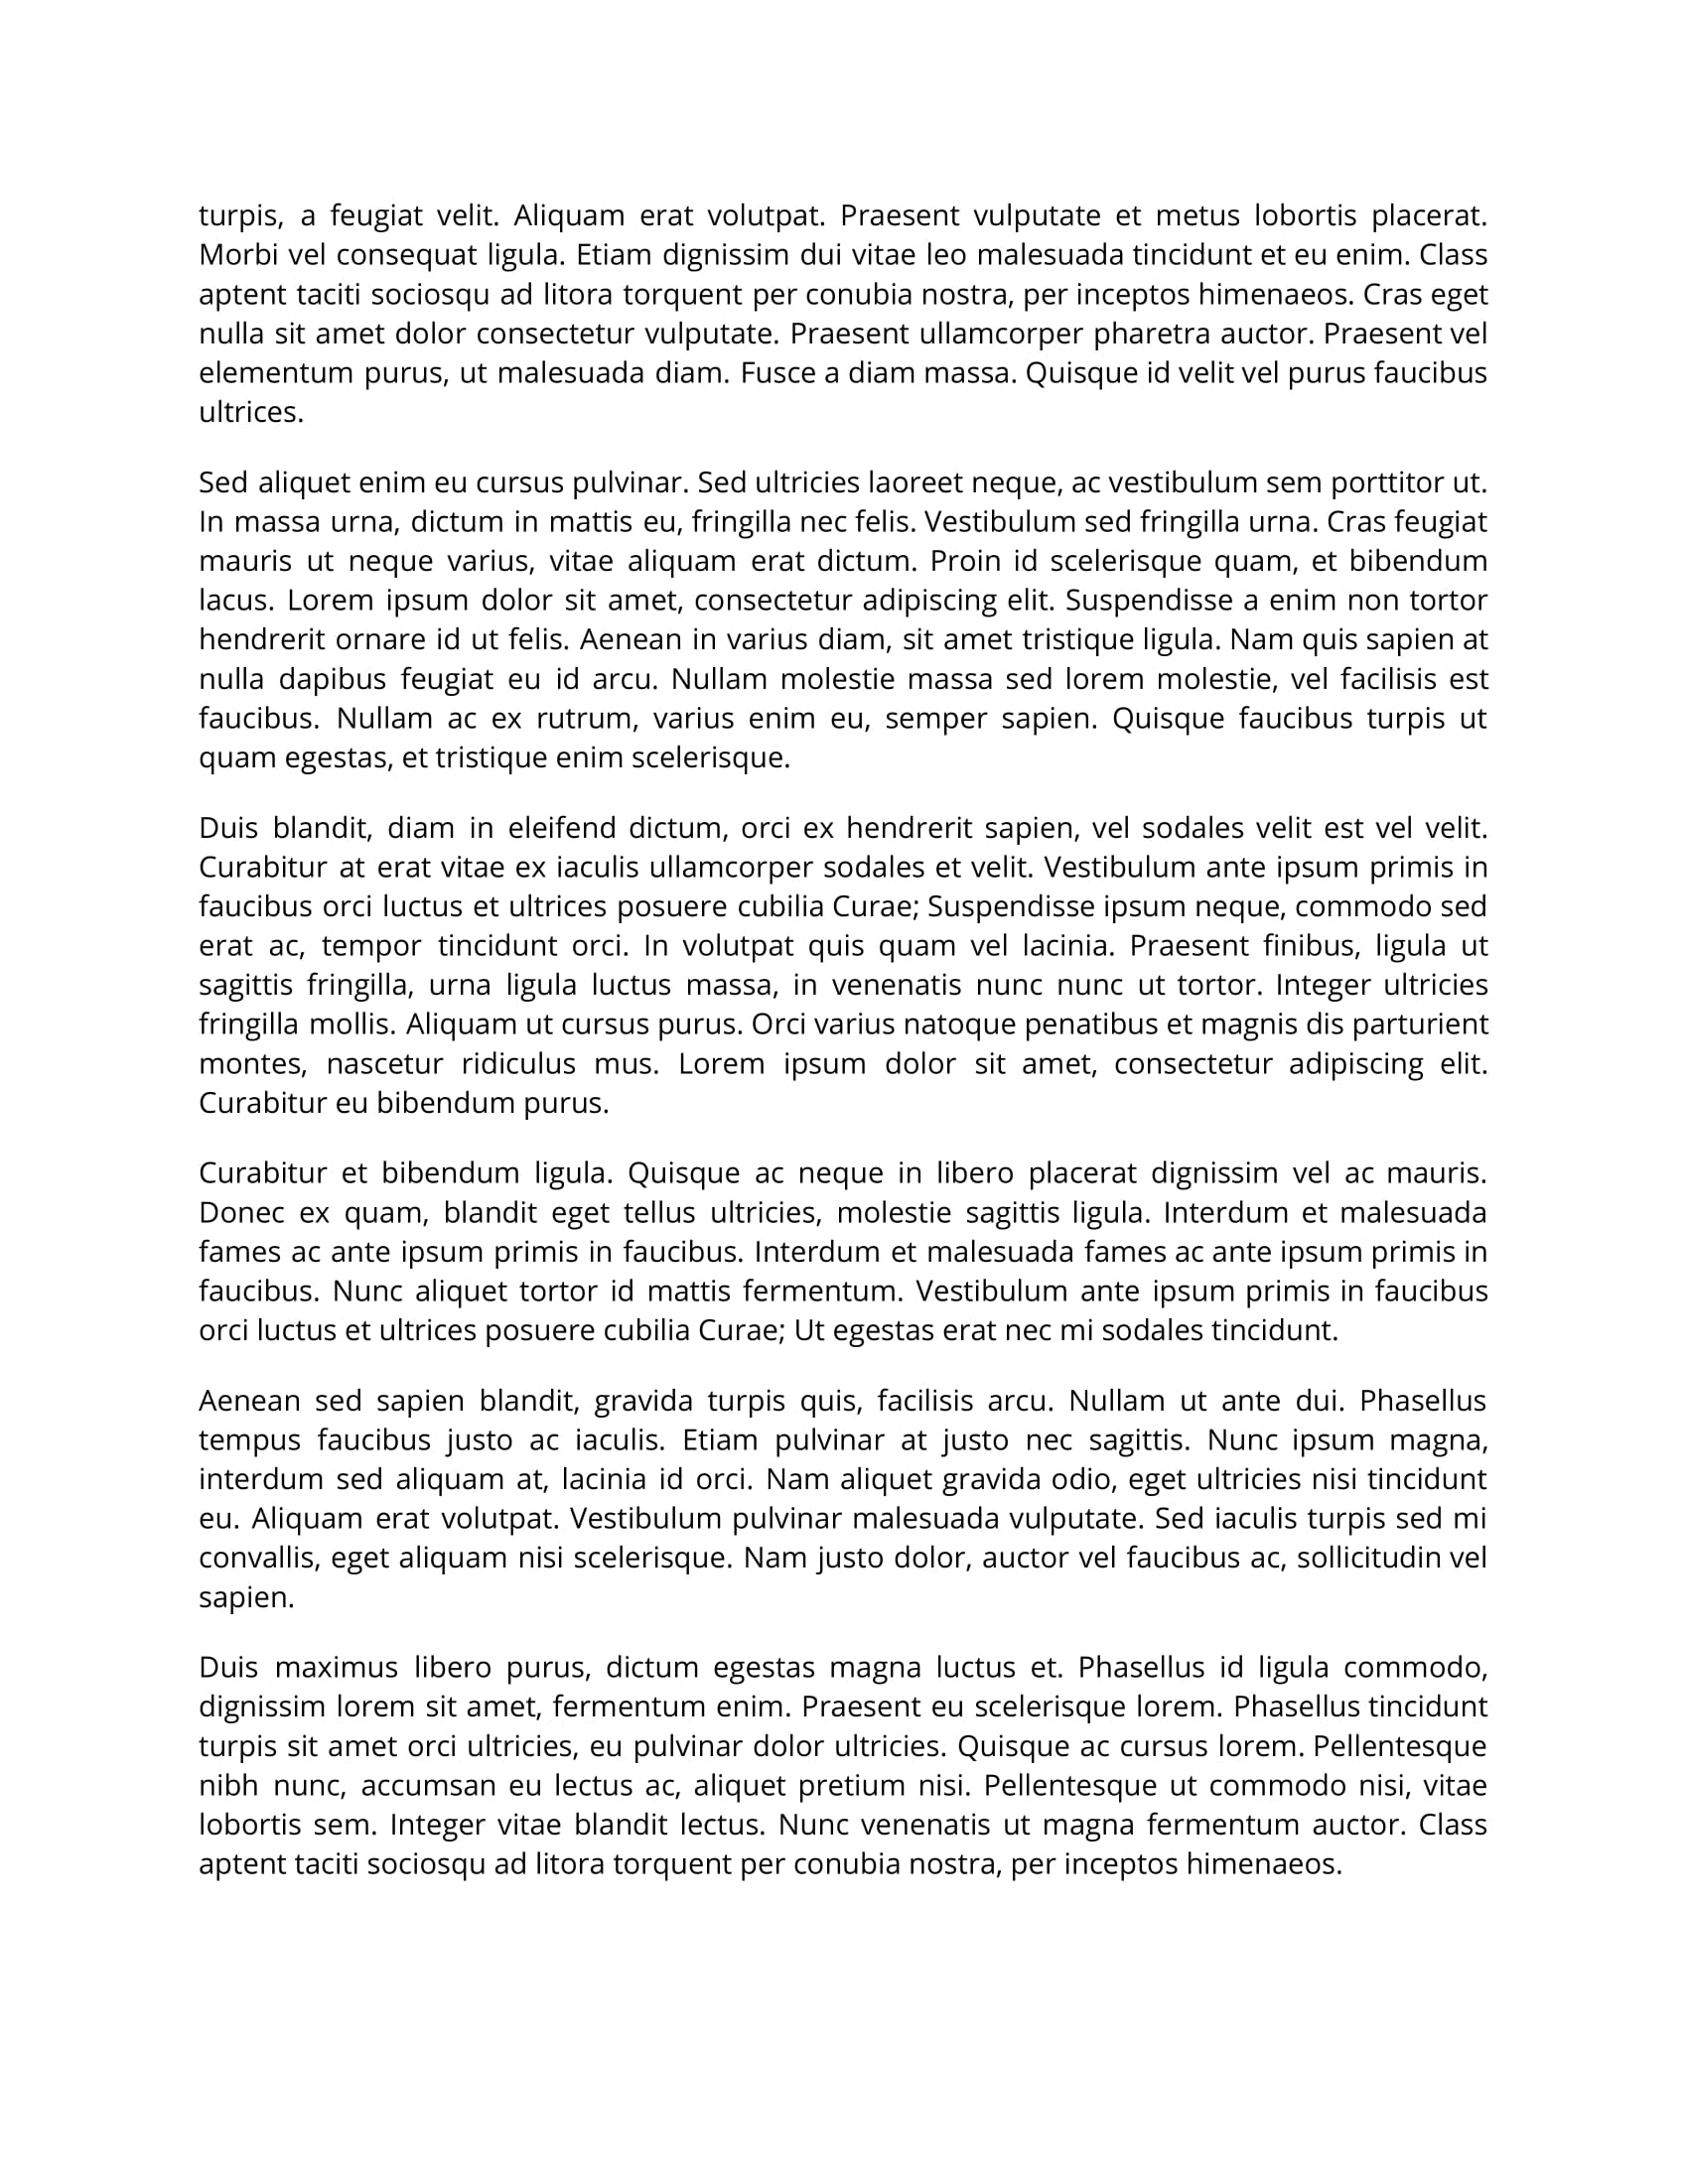 turpis, a feugiat velit. Aliquam erat volutpat. Praesent vulputate et metus lobortis placerat.
Morbi vel consequat ligula. Etiam dignissim dui vitae leo malesuada tincidunt et eu enim. Class
aptent taciti sociosqu ad litora torquent per conubia nostra, per inceptos himenaeos. Cras eget
nulla sit amet dolor consectetur vulputate. Praesent ullamcorper pharetra auctor. Praesent vel
elementum purus, ut malesuada diam. Fusce a diam massa. Quisque id velit vel purus faucibus
ultrices.
Sed aliquet enim eu cursus pulvinar. Sed ultricies laoreet neque, ac vestibulum sem porttitor ut.
In massa urna, dictum in mattis eu, fringilla nec felis. Vestibulum sed fringilla urna. Cras feugiat
mauris ut neque varius, vitae aliquam erat dictum. Proin id scelerisque quam, et bibendum
lacus. Lorem ipsum dolor sit amet, consectetur adipiscing elit. Suspendisse a enim non tortor
hendrerit ornare id ut felis. Aenean in varius diam, sit amet tristique ligula. Nam quis sapien at
nulla dapibus feugiat eu id arcu. Nullam molestie massa sed lorem molestie, vel facilisis est
faucibus. Nullam ac ex rutrum, varius enim eu, semper sapien. Quisque faucibus turpis ut
quam egestas, et tristique enim scelerisque.
Duis blandit, diam in eleifend dictum, orci ex hendrerit sapien, vel sodales velit est vel velit.
Curabitur at erat vitae ex iaculis ullamcorper sodales et velit. Vestibulum ante ipsum primis in
faucibus orci luctus et ultrices posuere cubilia Curae; Suspendisse ipsum neque, commodo sed
erat ac, tempor tincidunt orci. In volutpat quis quam vel lacinia. Praesent finibus, ligula ut
sagittis fringilla, urna ligula luctus massa, in venenatis nunc nunc ut tortor. Integer ultricies
fringilla mollis. Aliquam ut cursus purus. Orci varius natoque penatibus et magnis dis parturient
montes, nascetur ridiculus mus. Lorem ipsum dolor sit amet, consectetur adipiscing elit.
Curabitur eu bibendum purus.
Curabitur et bibendum ligula. Quisque ac neque in libero placerat dignissim vel ac mauris.
Donec ex quam, blandit eget tellus ultricies, molestie sagittis ligula. Interdum et malesuada
fames ac ante ipsum primis in faucibus. Interdum et malesuada fames ac ante ipsum primis in
faucibus. Nunc aliquet tortor id mattis fermentum. Vestibulum ante ipsum primis in faucibus
orci luctus et ultrices posuere cubilia Curae; Ut egestas erat nec mi sodales tincidunt.
Aenean sed sapien blandit, gravida turpis quis, facilisis arcu. Nullam ut ante dui. Phasellus
tempus faucibus justo ac iaculis. Etiam pulvinar at justo nec sagittis. Nunc ipsum magna,
interdum sed aliquam at, lacinia id orci. Nam aliquet gravida odio, eget ultricies nisi tincidunt
eu. Aliquam erat volutpat. Vestibulum pulvinar malesuada vulputate. Sed iaculis turpis sed mi
convallis, eget aliquam nisi scelerisque. Nam justo dolor, auctor vel faucibus ac, sollicitudin vel
sapien.
Duis maximus libero purus, dictum egestas magna luctus et. Phasellus id ligula commodo,
dignissim lorem sit amet, fermentum enim. Praesent eu scelerisque lorem. Phasellus tincidunt
turpis sit amet orci ultricies, eu pulvinar dolor ultricies. Quisque ac cursus lorem. Pellentesque
nibh nunc, accumsan eu lectus ac, aliquet pretium nisi. Pellentesque ut commodo nisi, vitae
lobortis sem. Integer vitae blandit lectus. Nunc venenatis ut magna fermentum auctor. Class
aptent taciti sociosqu ad litora torquent per conubia nostra, per inceptos himenaeos.